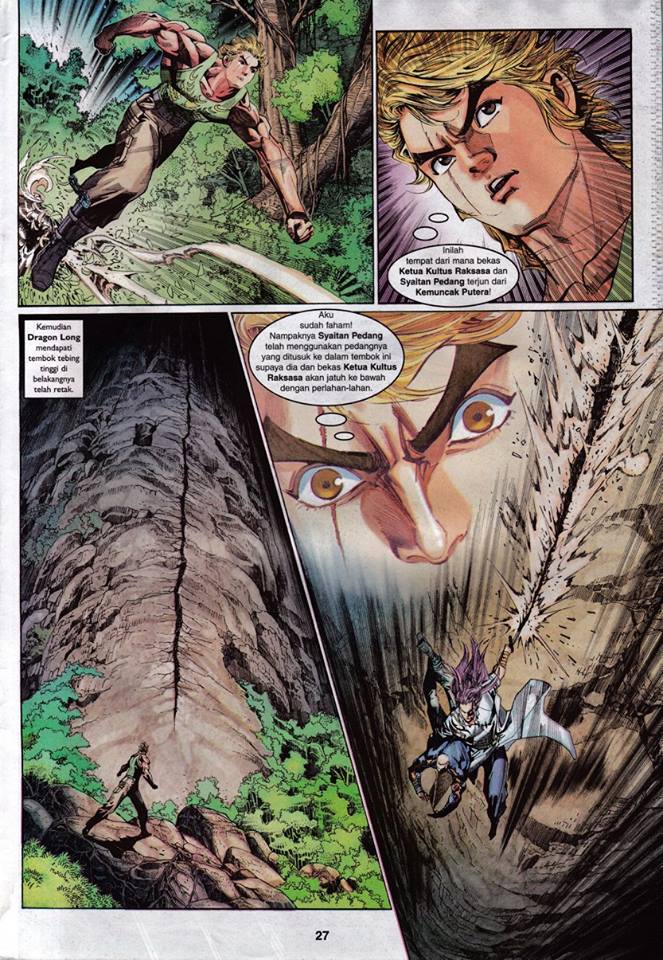 Inilah
tempat dari mana bekas
Ketua Kultus Raksasa dan
Syaitan Pedang terjun dari
Kemuncak Putera!
Kemudian
Dragon Long
mendapati
tembok tebing
tinggi di
belakangnya
telah retak.
Aku
sudah faham!
Nampaknya Syaitan Pedang
telah menggunakan pedangnya
yang ditusuk ke dalam tembok ini
supaya dia dan bekas Ketua Kultus
Raksasa akan jatuh ke bawah
dengan perlahan-lahan.
27